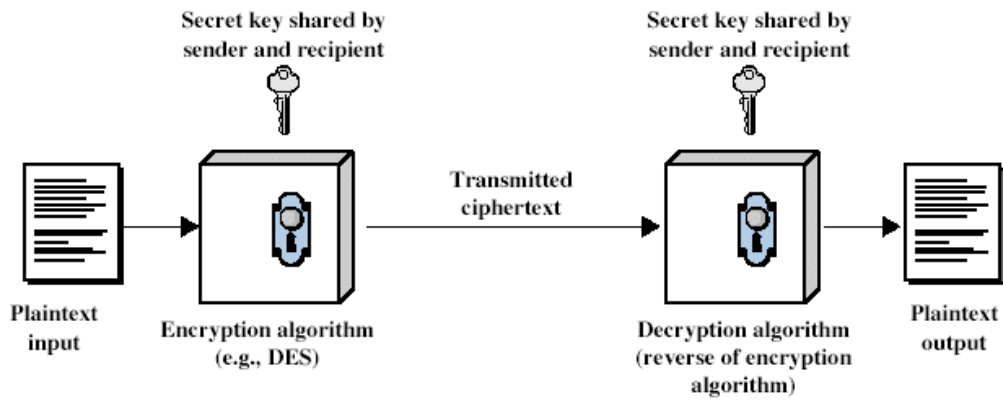 Secret key shared by
sender and recipient
Secret key shared by
sender and recipient
Transmitted
ciphertext
Plaintext
input
Encryption algorithm
(e.g., DES)
Decryption algorithm
(reverse of encryption
algorithm)
Plaintext
output